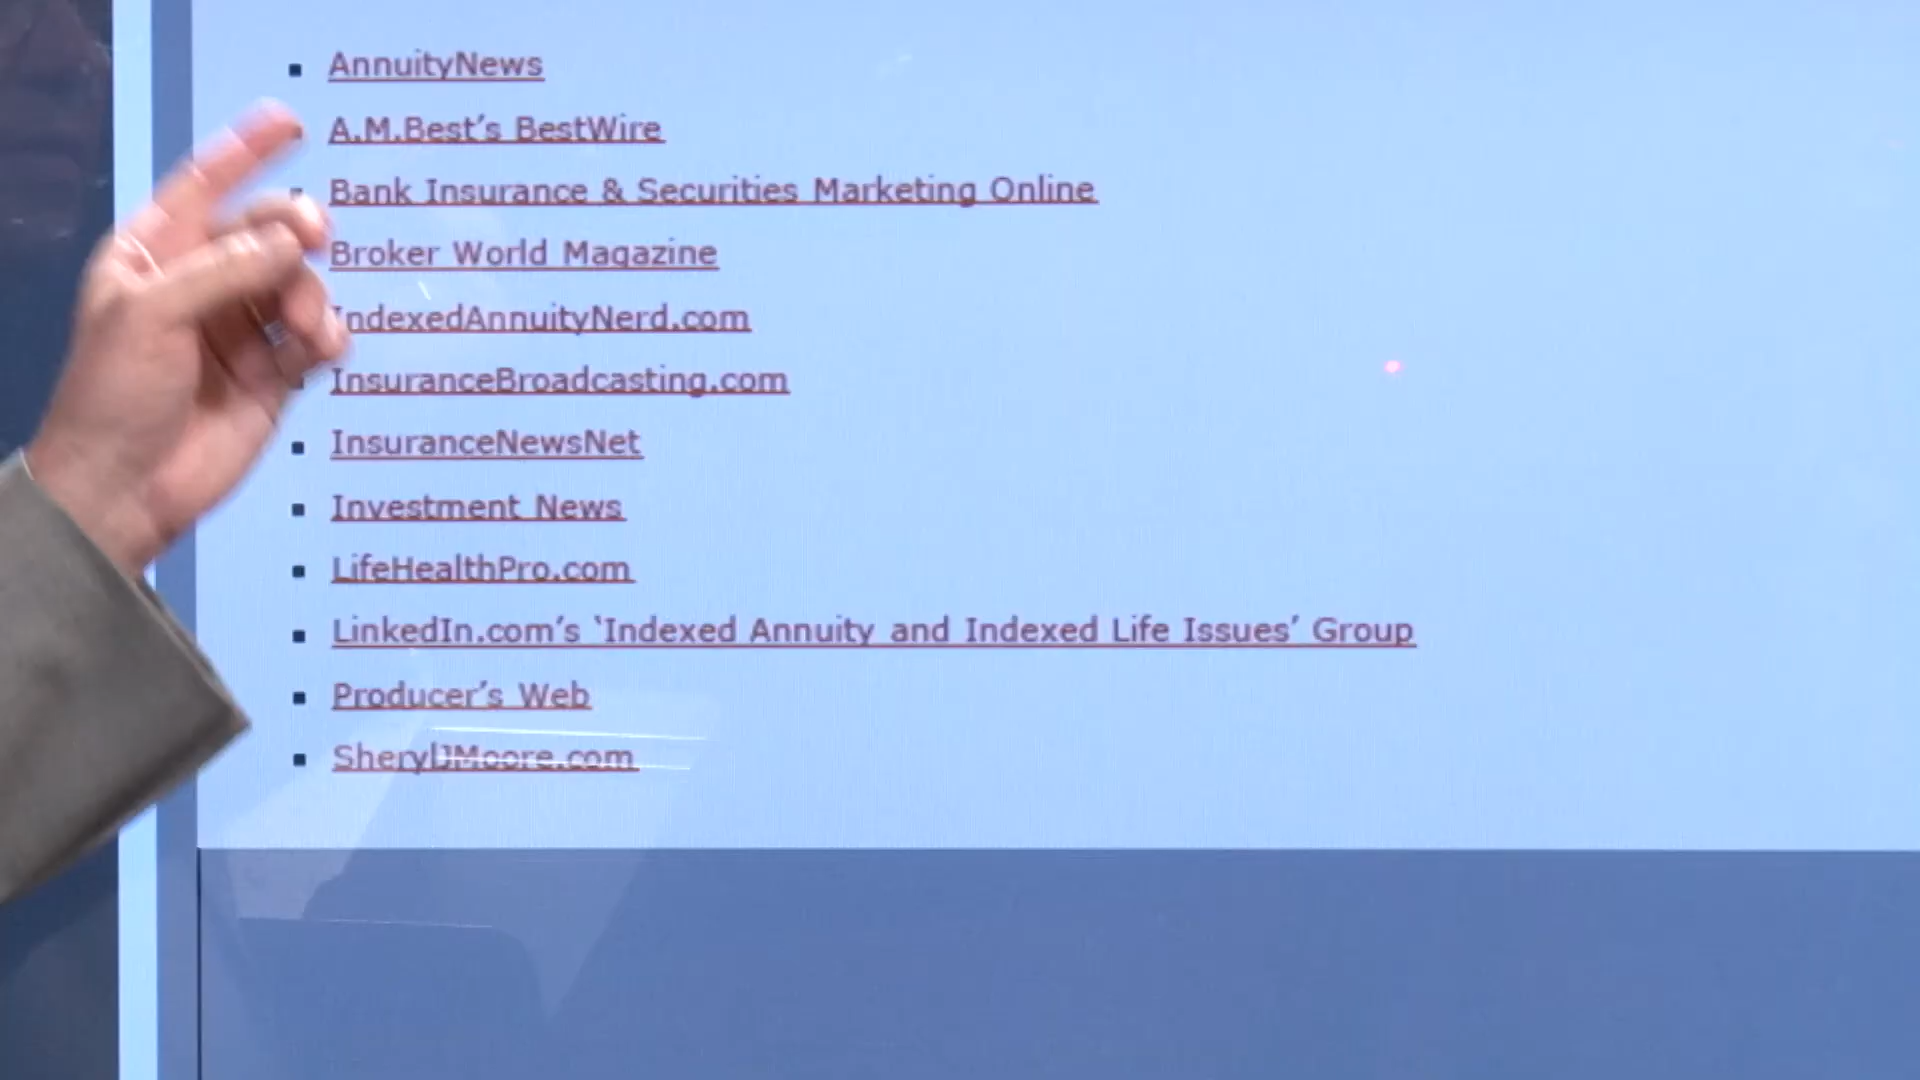 AnnuityNews
A.M.Best’s BestWire
Bank Insurance & Securities Marketing Online
Broker World Magazine
IndexedAnnuityNerd.com
InsuranceBroadcasting.com
InsuranceNewsNet
Investment News
LifeHealthPro.com
LinkedIn.com’s ‘Indexed Annuity and Indexed Life Issues’ Group
Producer’s Web
SherylJMoore.com